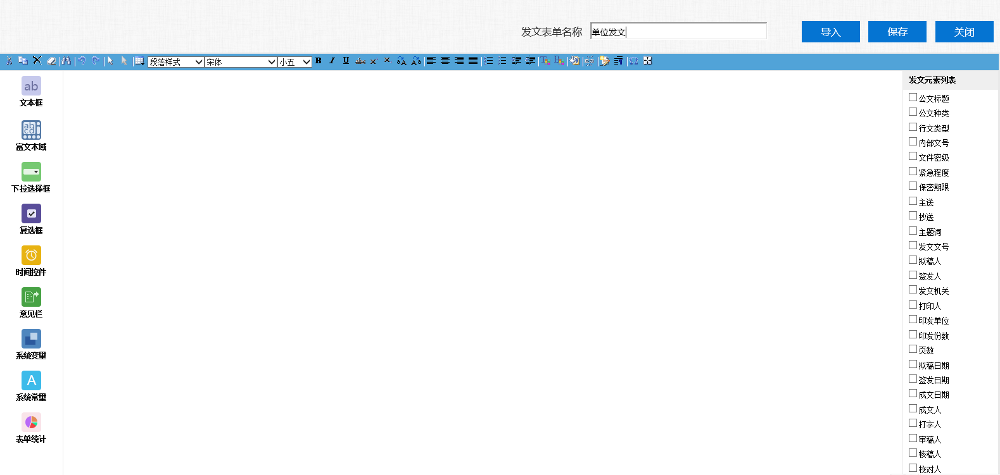 发文表单名称 单位发文 导入 保存 关闭
段落样式 宋体 小五 B I U abc
ab
文本框
abcd
富文本域
下拉选择框
复选框
时间控件
意见栏
系统变量
A
系统常量
表单统计
发文元素列表
公文标题
公文种类
行文类型
内部文号
文件密级
紧急程度
保密期限
主送
抄送
主题词
发文文号
拟稿人
签发人
发文机关
打印人
印发单位
印发份数
页数
拟稿日期
签发日期
成文日期
成文人
打字人
审稿人
核稿人
校对人